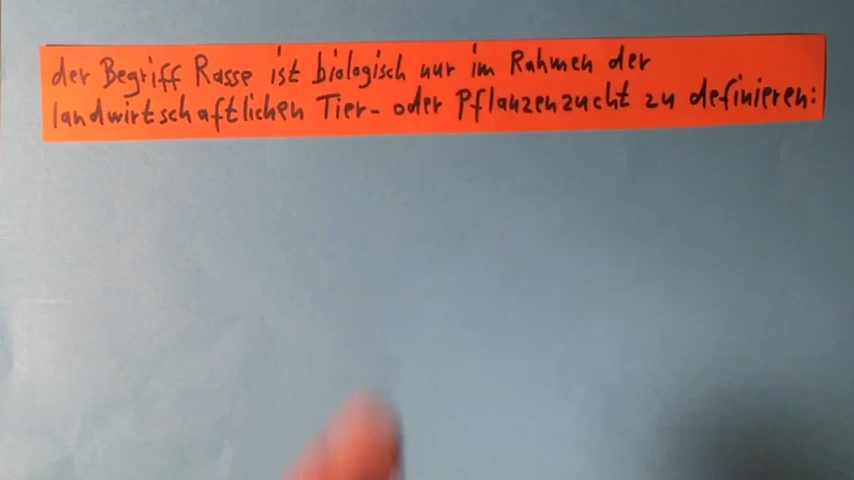 der Begriff Rasse ist biologisch nur im Rahmen der
landwirtschaftlichen Tier- oder Pflanzenzucht zu definieren: